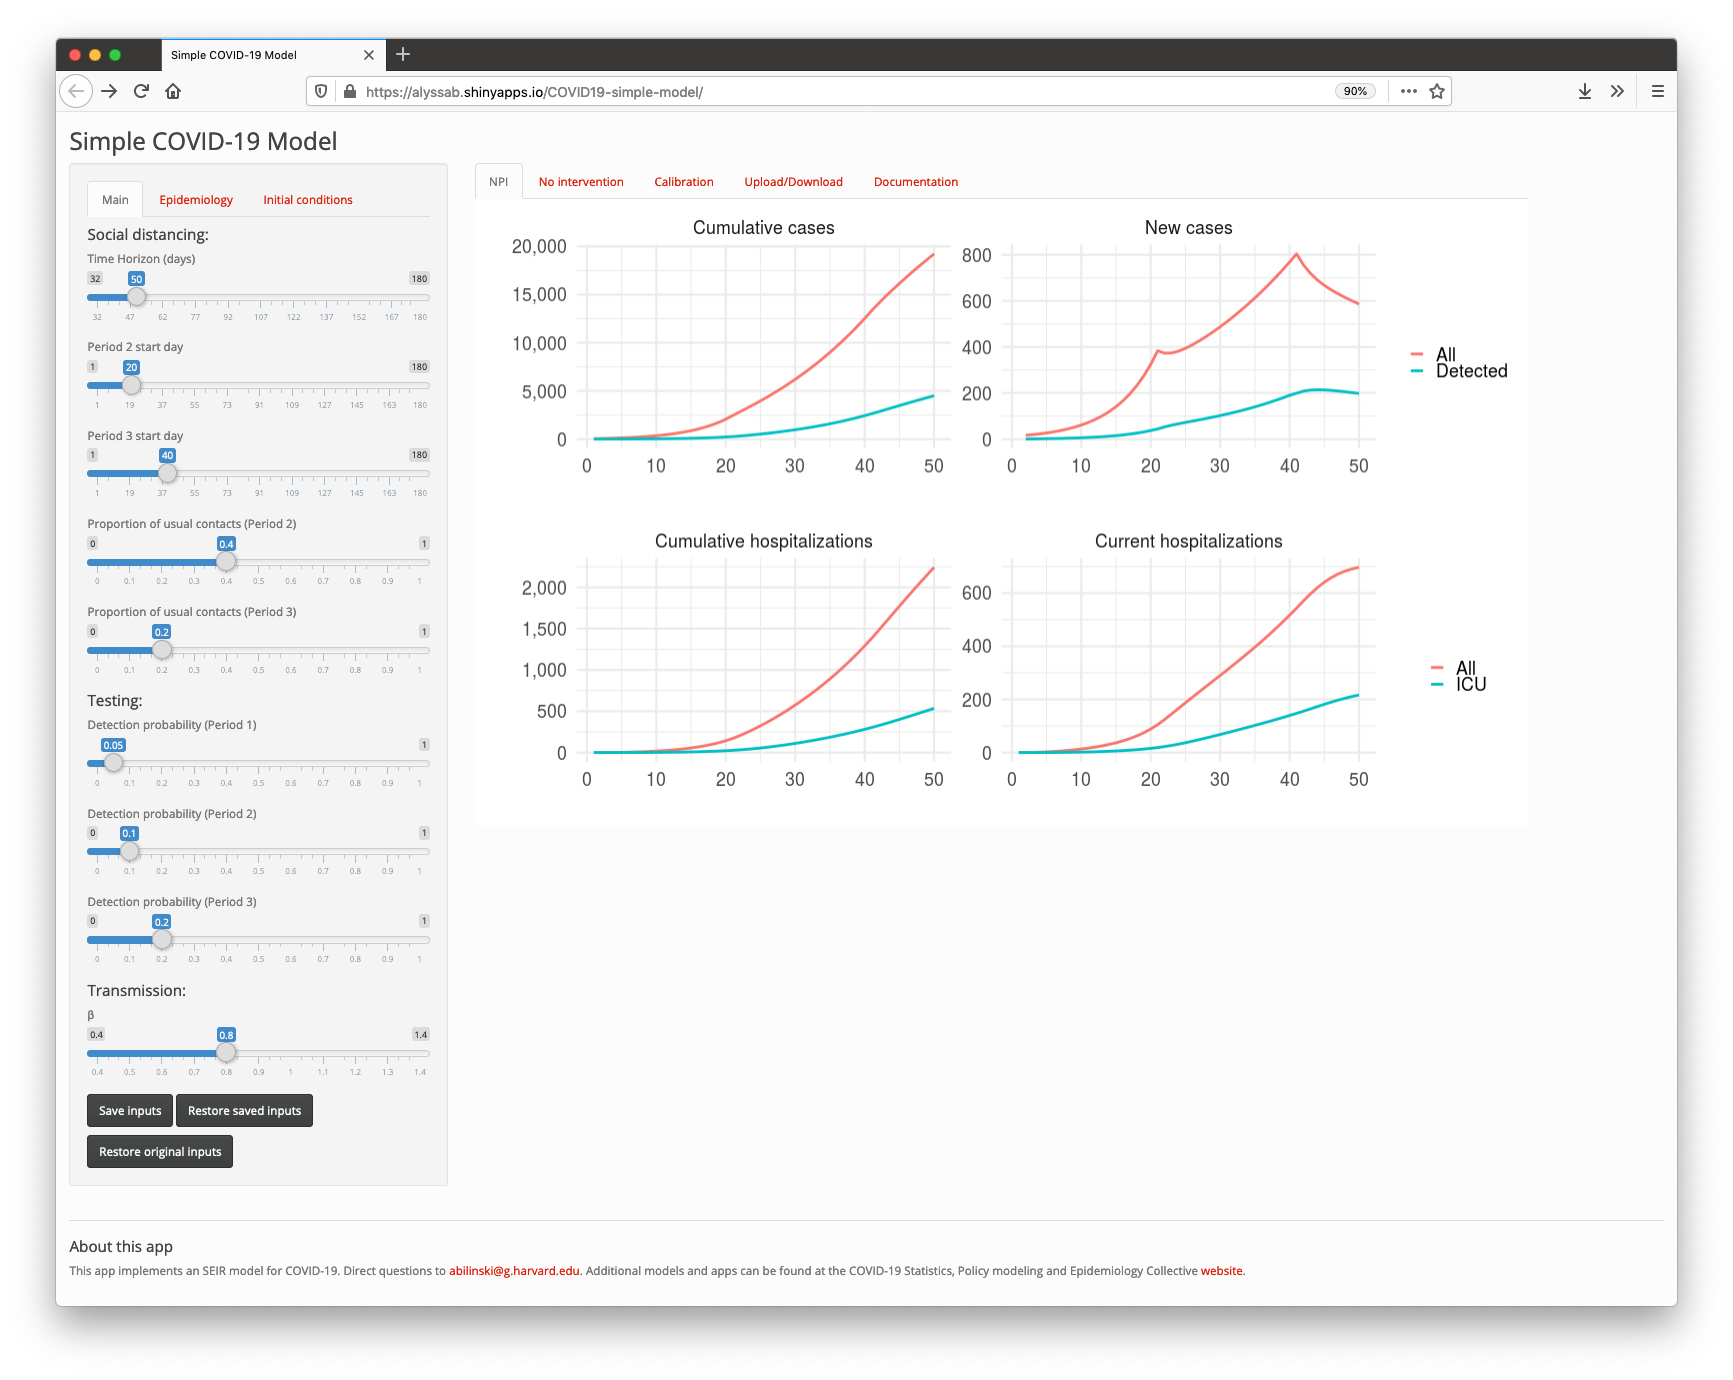 Simple COVID-19 Model
https://alyssab.shinyapps.io/COVID19-simple-model/
90%
Simple COVID-19 Model
Main Epidemiology Initial conditions
Social distancing:
Time Horizon (days)
32 50 180
32 47 62 77 92 107 122 137 152 167 180
Period 2 start day
1 20 180
1 19 37 55 73 91 109 127 145 163 180
Period 3 start day
1 40 180
1 19 37 55 73 91 109 127 145 163 180
Proportion of usual contacts (Period 2)
0 0.4 1
0 0.1 0.2 0.3 0.4 0.5 0.6 0.7 0.8 0.9 1
Proportion of usual contacts (Period 3)
0 0.2 1
0 0.1 0.2 0.3 0.4 0.5 0.6 0.7 0.8 0.9 1
Testing:
Detection probability (Period 1)
0.05 1
0 0.1 0.2 0.3 0.4 0.5 0.6 0.7 0.8 0.9 1
Detection probability (Period 2)
0 0.1 1
0 0.1 0.2 0.3 0.4 0.5 0.6 0.7 0.8 0.9 1
Detection probability (Period 3)
0 0.2 1
0 0.1 0.2 0.3 0.4 0.5 0.6 0.7 0.8 0.9 1
Transmission:
β
0.4 0.8 1.4
0.4 0.5 0.6 0.7 0.8 0.9 1 1.1 1.2 1.3 1.4
Save inputs Restore saved inputs
Restore original inputs
NPI No intervention Calibration Upload/Download Documentation
Cumulative cases
20,000
15,000
10,000
5,000
0
0 10 20 30 40 50
New cases
800
600
400
200
0
0 10 20 30 40 50
All
Detected
Cumulative hospitalizations
2,000
1,500
1,000
500
0
0 10 20 30 40 50
Current hospitalizations
600
400
200
0
0 10 20 30 40 50
All
ICU
About this app
This app implements an SEIR model for COVID-19. Direct questions to abilinski@g.harvard.edu. Additional models and apps can be found at the COVID-19 Statistics, Policy modeling and Epidemiology Collective website.